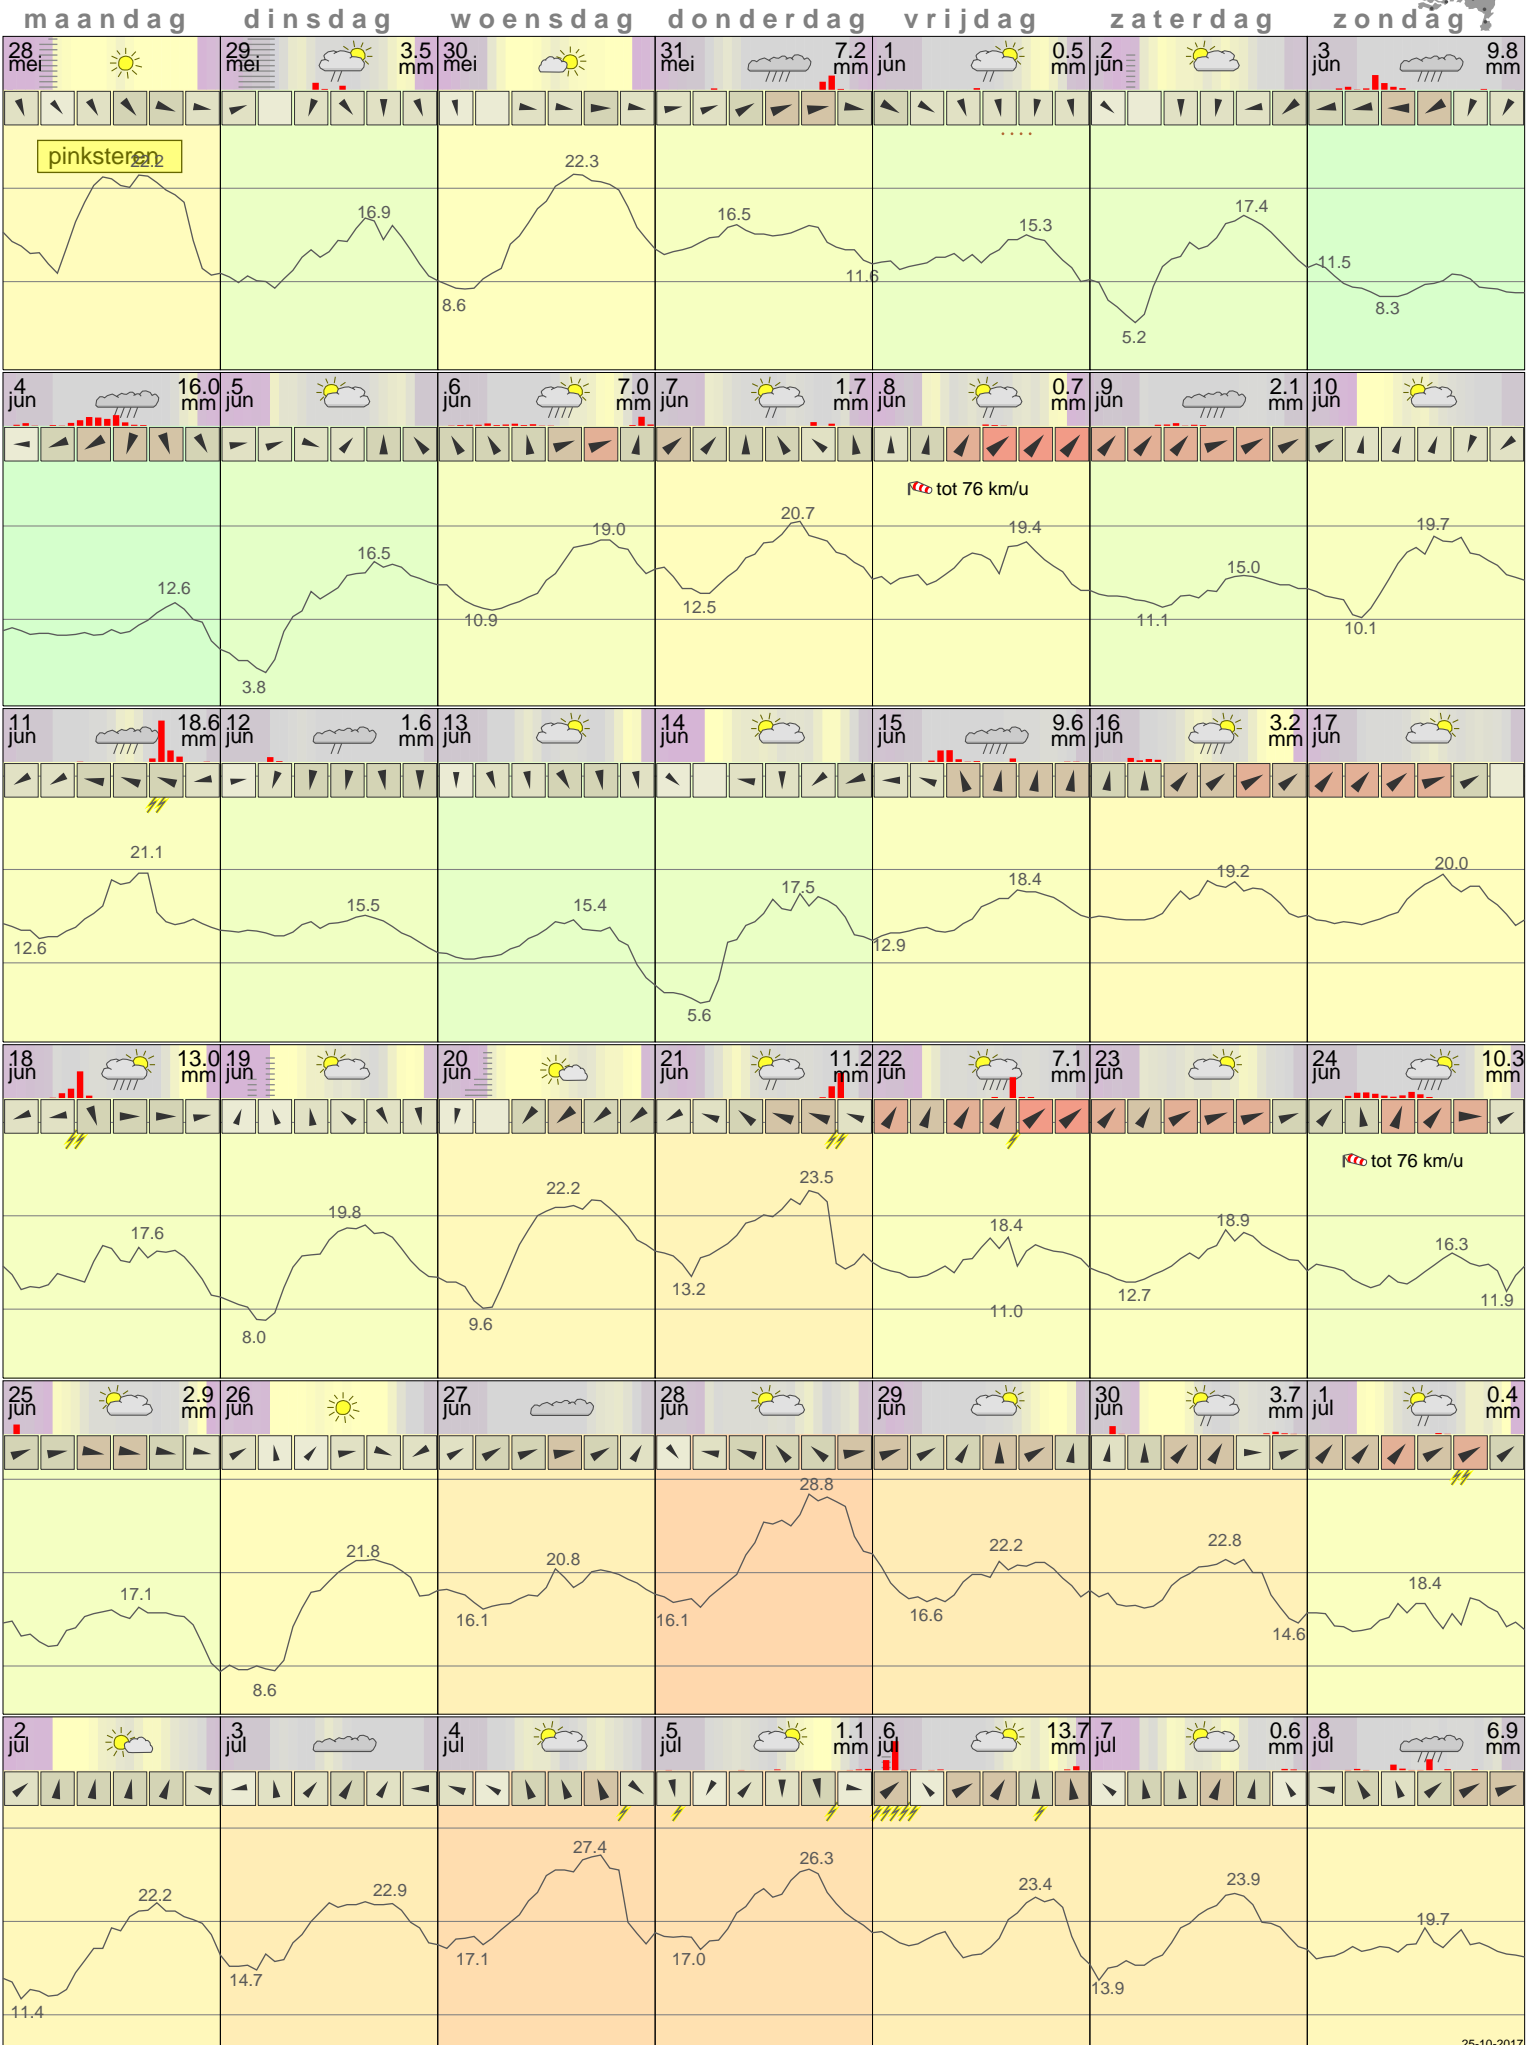 maandag dinsdag woensdag donderdag vrijdag zaterdag zondag
28 29 3.5 30 31 7.2 1 0.5 2 3 9.8
mei mei mm mei mei mm jun mm jun jun mm
pinksteren 22.2 22.3
16.9 16.5 15.3 17.4
8.6 11.6 5.2 11.5 8.3
4 16.0 5 6 7.0 7 1.7 8 0.7 9 2.1 10
jun mm jun jun mm jun mm jun mm jun mm jun
tot 76 km/u
12.6 16.5 19.0 20.7 19.4 15.0 19.7
3.8 10.9 12.5 11.1 10.1
11 18.6 12 1.6 13 14 15 9.6 16 3.2 17
jun mm jun mm jun jun jun mm jun mm jun
21.1 15.5 15.4 17.5 18.4 19.2 20.0
12.6 5.6 12.9
18 13.0 19 20 21 11.2 22 7.1 23 24 10.3
jun mm jun jun jun mm jun mm jun jun mm
tot 76 km/u
17.6 19.8 22.2 23.5 18.4 18.9 16.3
8.0 9.6 13.2 11.0 12.7 11.9
25 2.9 26 27 28 29 30 3.7 1 0.4
jun mm jun jun jun jun jun mm jul mm
17.1 21.8 20.8 28.8 22.2 22.8 18.4
8.6 16.1 16.1 16.6 14.6
2 3 4 5 1.1 6 13.7 7 0.6 8 6.9
jul jul jul jul mm jul mm jul mm jul mm
22.2 22.9 27.4 26.3 23.4 23.9 19.7
11.4 14.7 17.1 17.0 13.9
25-10-2017